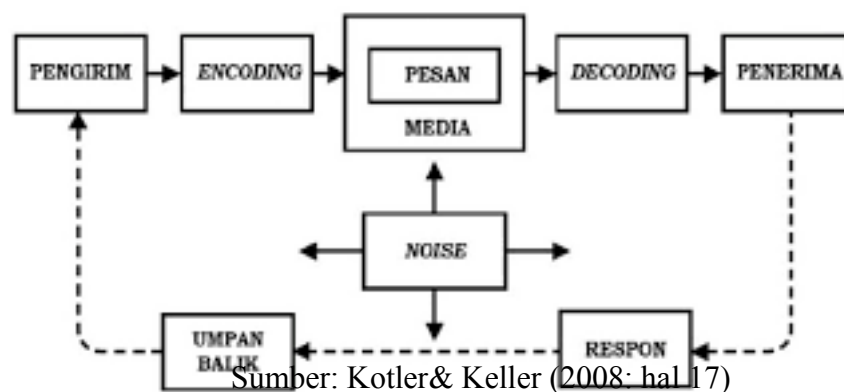 PENGIRIM
ENCODING
PESAN
MEDIA
DECODING
PENERIMA
NOISE
UMPAN
BALIK
RESPON
Sumber: Kotler& Keller (2008: hal 17)